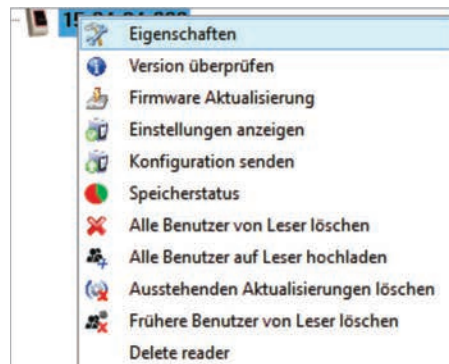 Eigenschaften
Version überprüfen
Firmware Aktualisierung
Einstellungen anzeigen
Konfiguration senden
Speicherstatus
Alle Benutzer von Leser löschen
Alle Benutzer auf Leser hochladen
Ausstehenden Aktualisierungen löschen
Frühere Benutzer von Leser löschen
Delete reader